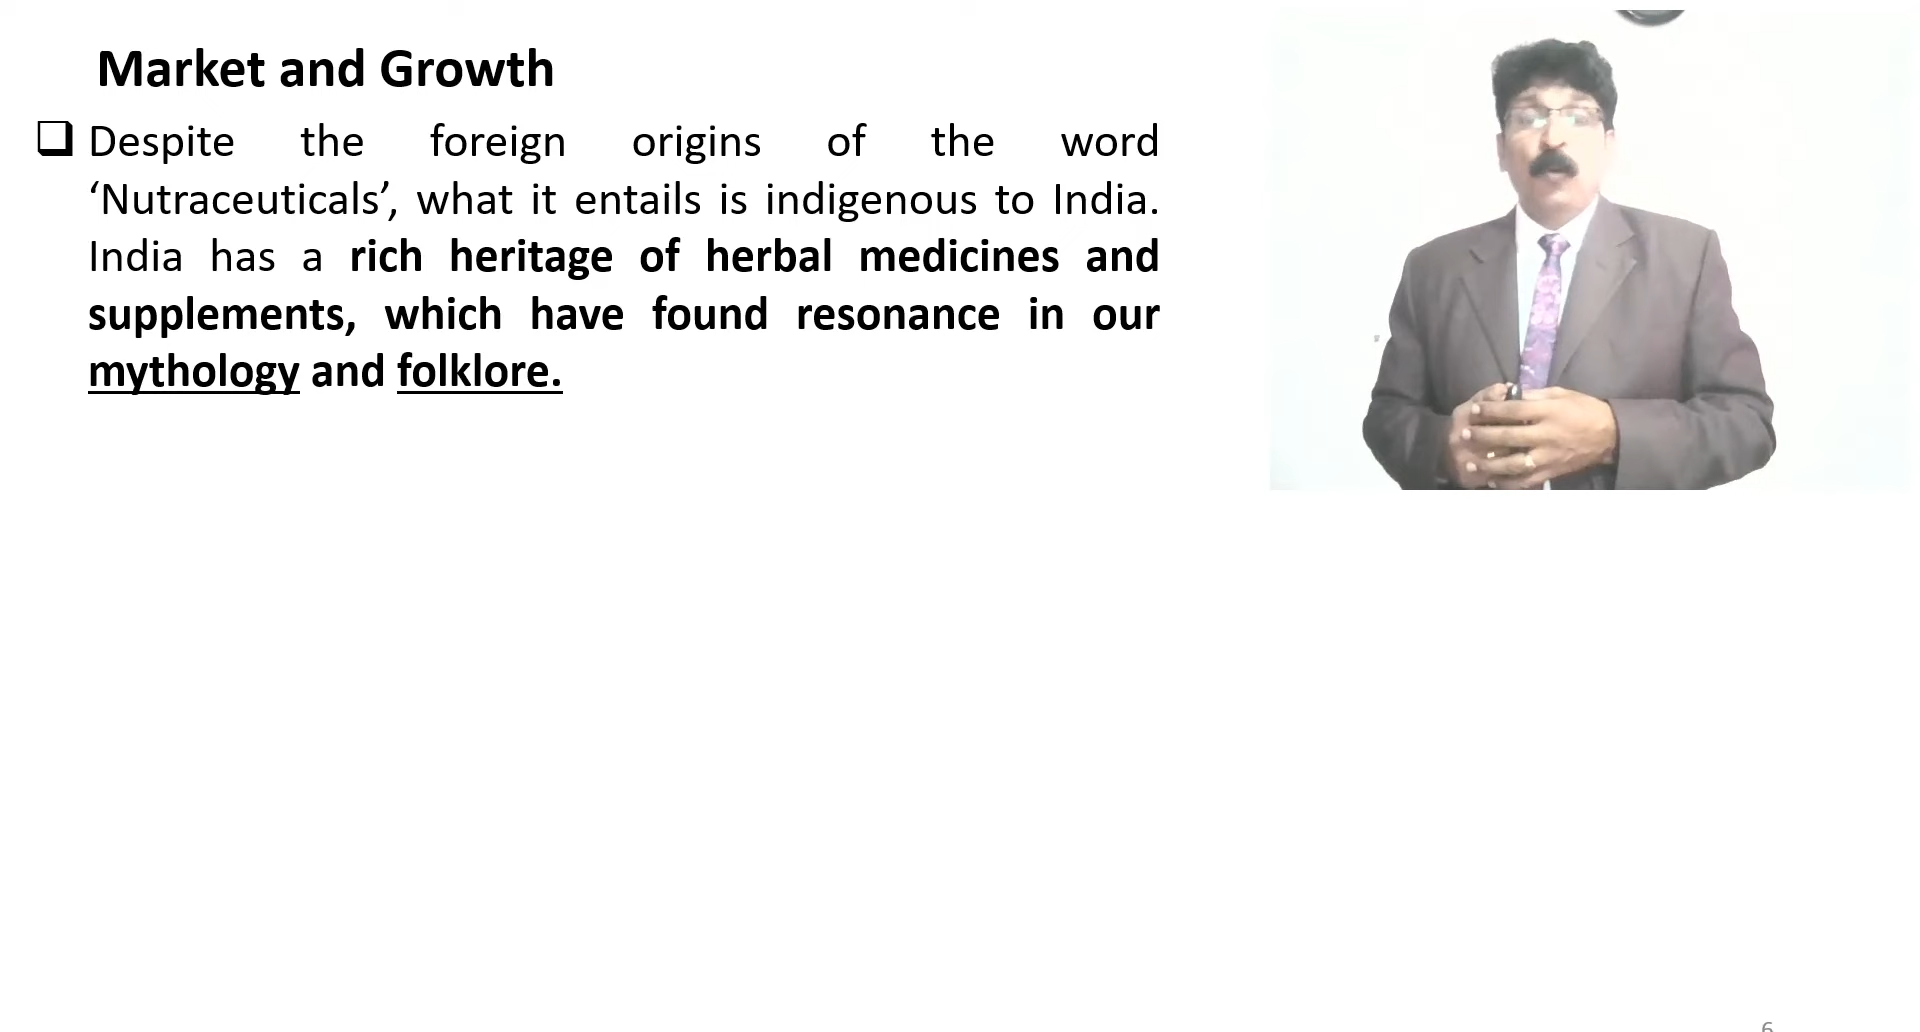 Market and Growth
Despite the foreign origins of the word
‘Nutraceuticals’, what it entails is indigenous to India.
India has a rich heritage of herbal medicines and
supplements, which have found resonance in our
mythology and folklore.
6